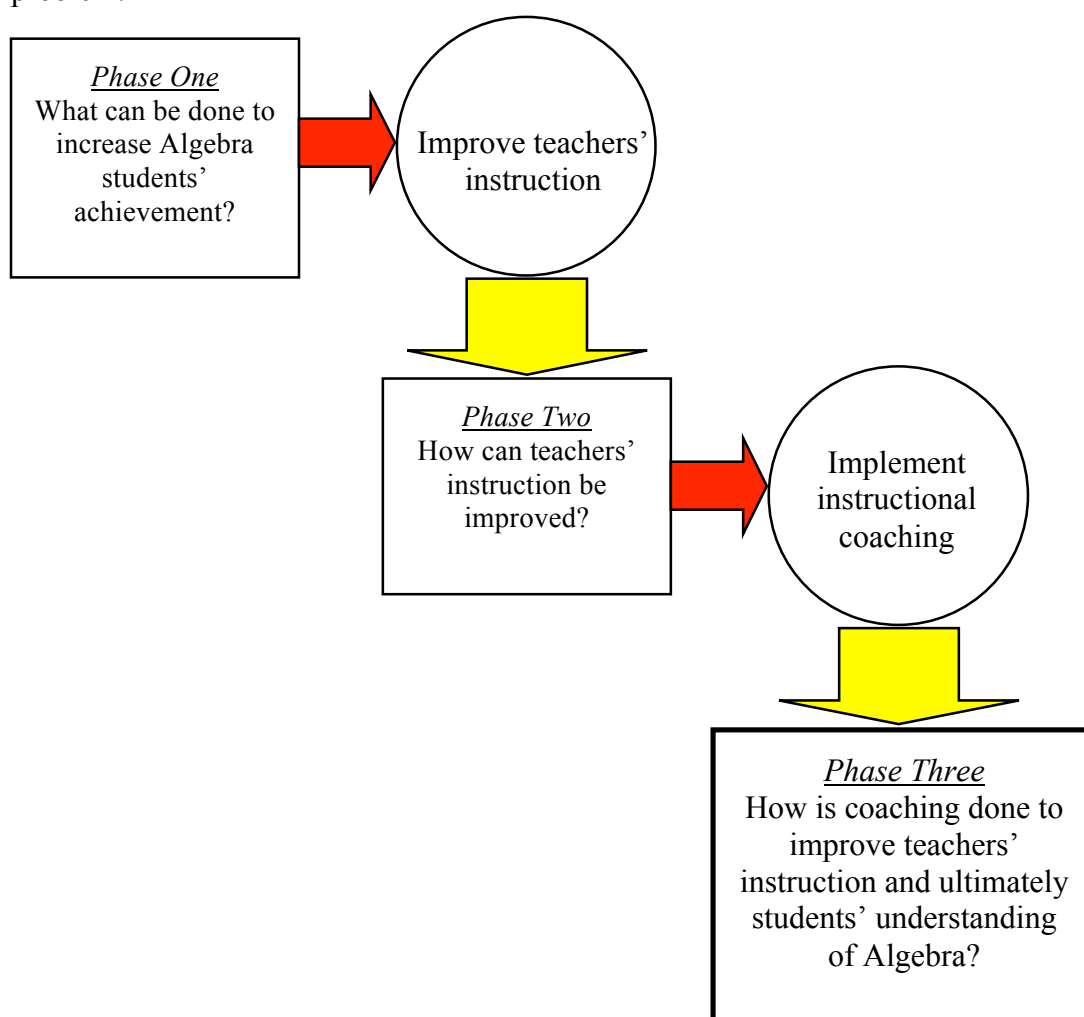 Phase One
What can be done to
increase Algebra
students’
achievement?
Improve teachers’
instruction
Phase Two
How can teachers’
instruction be
improved?
Implement
instructional
coaching
Phase Three
How is coaching done to
improve teachers’
instruction and ultimately
students’ understanding
of Algebra?